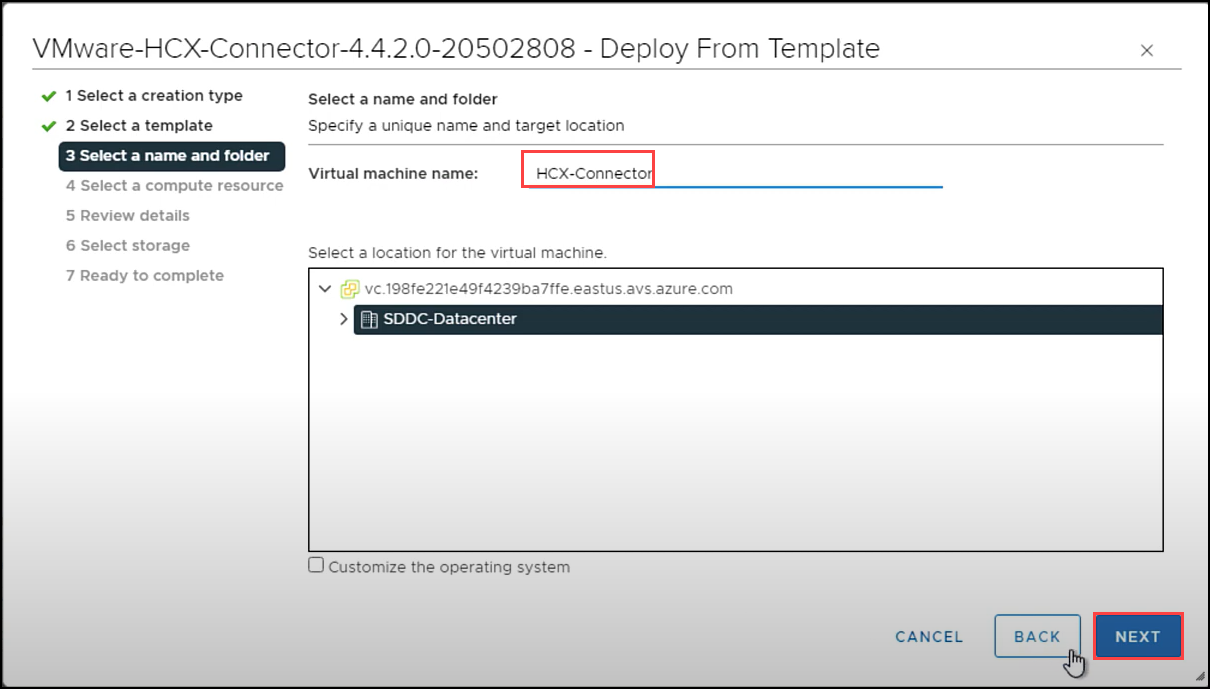 VMware-HCX-Connector-4.4.2.0-20502808 - Deploy From Template
1 Select a creation type
2 Select a template
3 Select a name and folder
4 Select a compute resource
5 Review details
6 Select storage
7 Ready to complete
Select a name and folder
Specify a unique name and target location
Virtual machine name: HCX-Connector
Select a location for the virtual machine.
vc.198fe221e49f4239ba7ffe.eastus.avs.azure.com
SDDC-Datacenter
Customize the operating system
CANCEL BACK NEXT